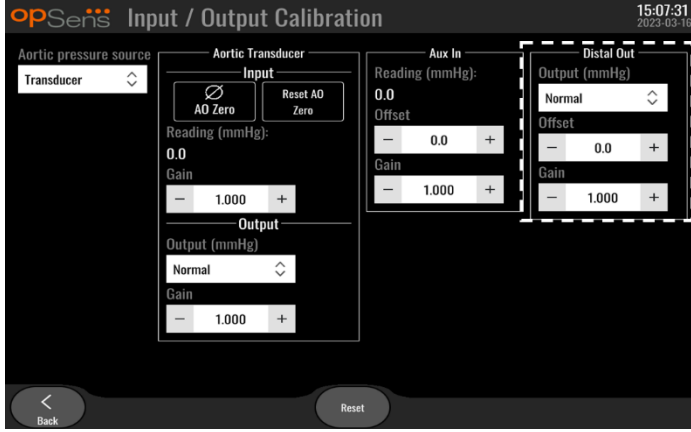 opSens Input / Output Calibration
15:07:31
2023-03-16
Aortic pressure source
Transducer
Aortic Transducer
Input
AO Zero
Reset AO
Zero
Reading (mmHg):
0.0
Gain
− 1.000 +
Output
Output (mmHg)
Normal
Gain
− 1.000 +
Aux In
Reading (mmHg):
0.0
Offset
− 0.0 +
Gain
− 1.000 +
Distal Out
Output (mmHg)
Normal
Offset
− 0.0 +
Gain
− 1.000 +
Back
Reset